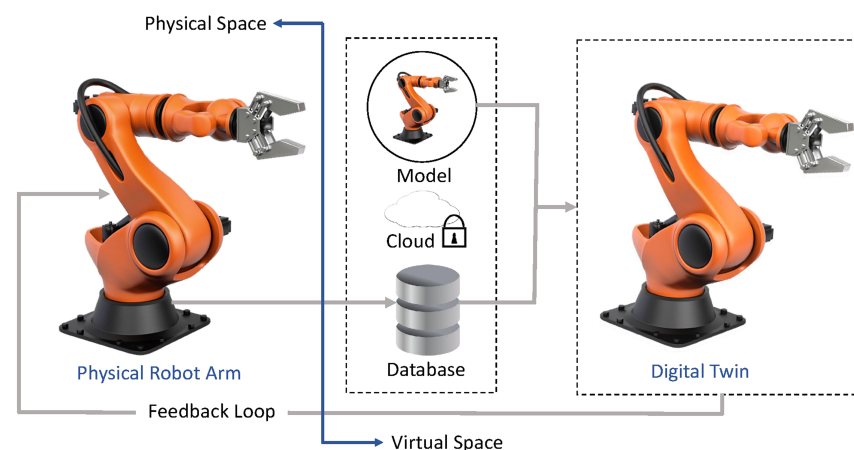 Physical Space
Model
Cloud
Database
Physical Robot Arm
Digital Twin
Feedback Loop
Virtual Space